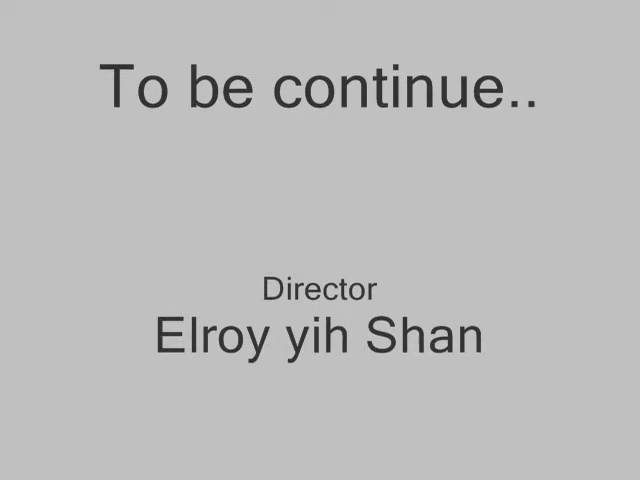 To be continue..
Director
Elroy yih Shan